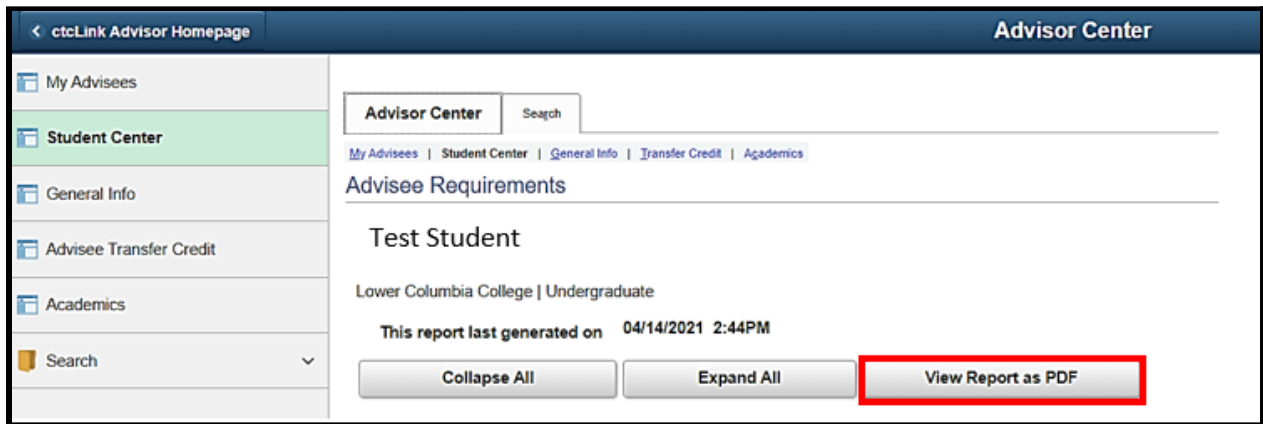 ctcLink Advisor Homepage
Advisor Center
My Advisees
Student Center
General Info
Advisee Transfer Credit
Academics
Search
Advisor Center
Search
My Advisees | Student Center | General Info | Transfer Credit | Academics
Advisee Requirements
Test Student
Lower Columbia College | Undergraduate
This report last generated on 04/14/2021 2:44PM
Collapse All
Expand All
View Report as PDF